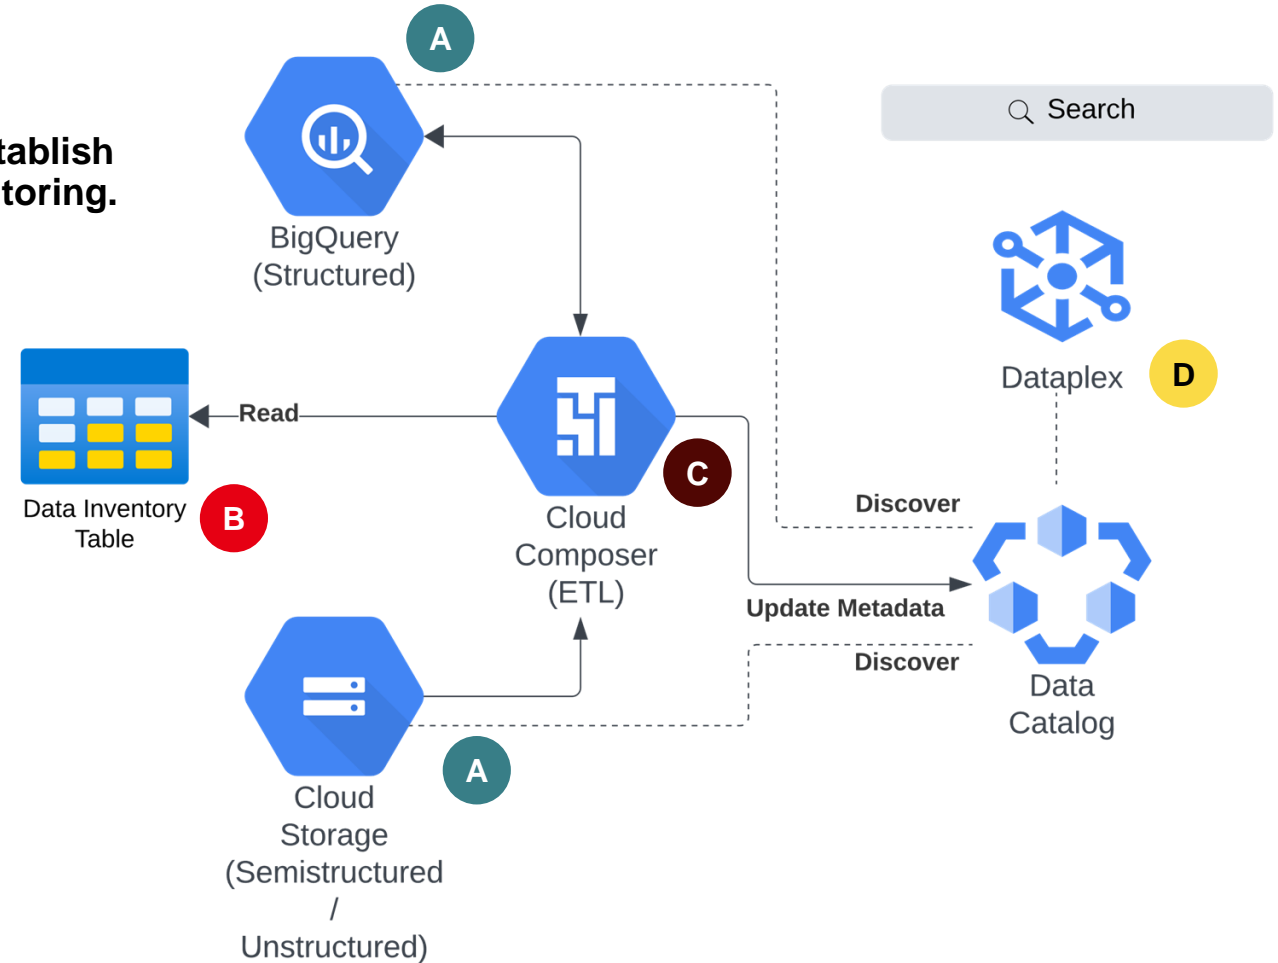 A
Search
tablish
toring.
BigQuery
(Structured)
Dataplex
D
Read
Data Inventory
Table
B
C
Cloud
Composer
(ETL)
Discover
Update Metadata
Discover
Data
Catalog
A
Cloud
Storage
(Semistructured
/
Unstructured)